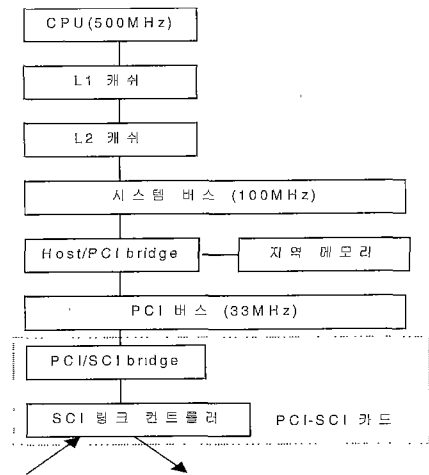 CPU(500MHz)
L1 캐쉬
L2 캐쉬
시스템 버스 (100MHz)
Host/PCI bridge
지역 메모리
PCI 버스 (33MHz)
PCI/SCI bridge
SCI 링크 컨트롤러
PCI-SCI 카드